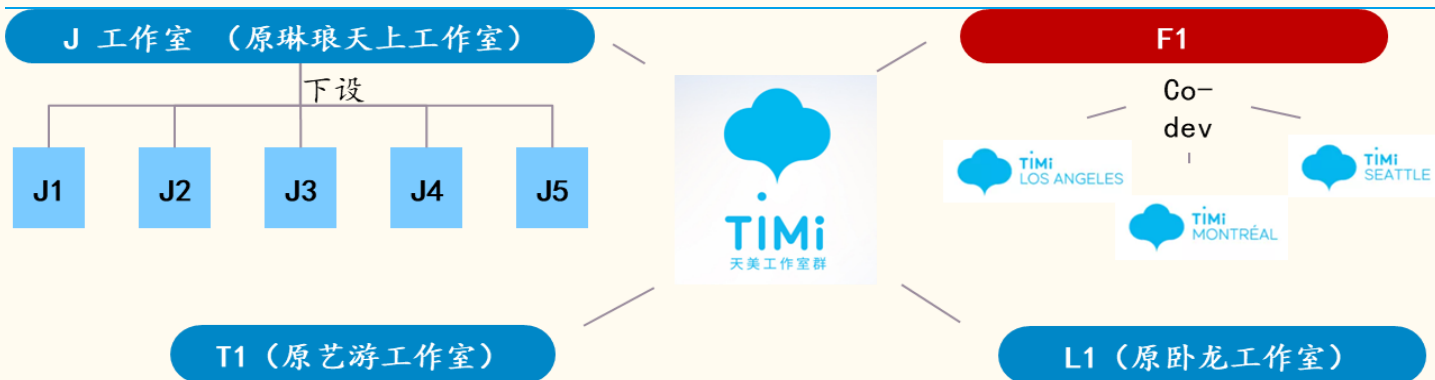 J 工作室 （原琳琅天上工作室）
F1
下设
Co-
dev
J1
J2
J3
J4
J5
TiMi
天美工作室群
TiMi
LOS ANGELES
TiMi
SEATTLE
TiMi
MONTRÉAL
T1（原艺游工作室）
L1（原卧龙工作室）